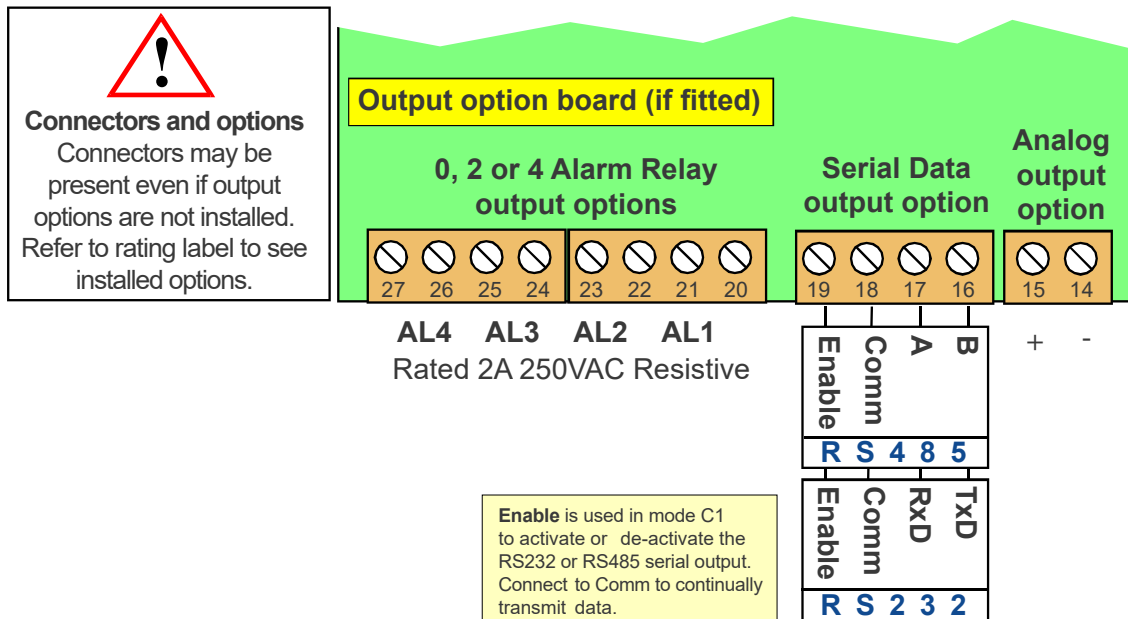 !
Connectors and options
Connectors may be
present even if output
options are not installed.
Refer to rating label to see
installed options.
Output option board (if fitted)
0, 2 or 4 Alarm Relay
output options
Serial Data
output option
Analog
output
option
27 26 25 24 23 22 21 20
19 18 17 16
15 14
AL4 AL3 AL2 AL1
Rated 2A 250VAC Resistive
+ -
Enable
Comm
A
B
RS485
Enable
Comm
RxD
TxD
RS232
Enable is used in mode C1
to activate or de-activate the
RS232 or RS485 serial output.
Connect to Comm to continually
transmit data.